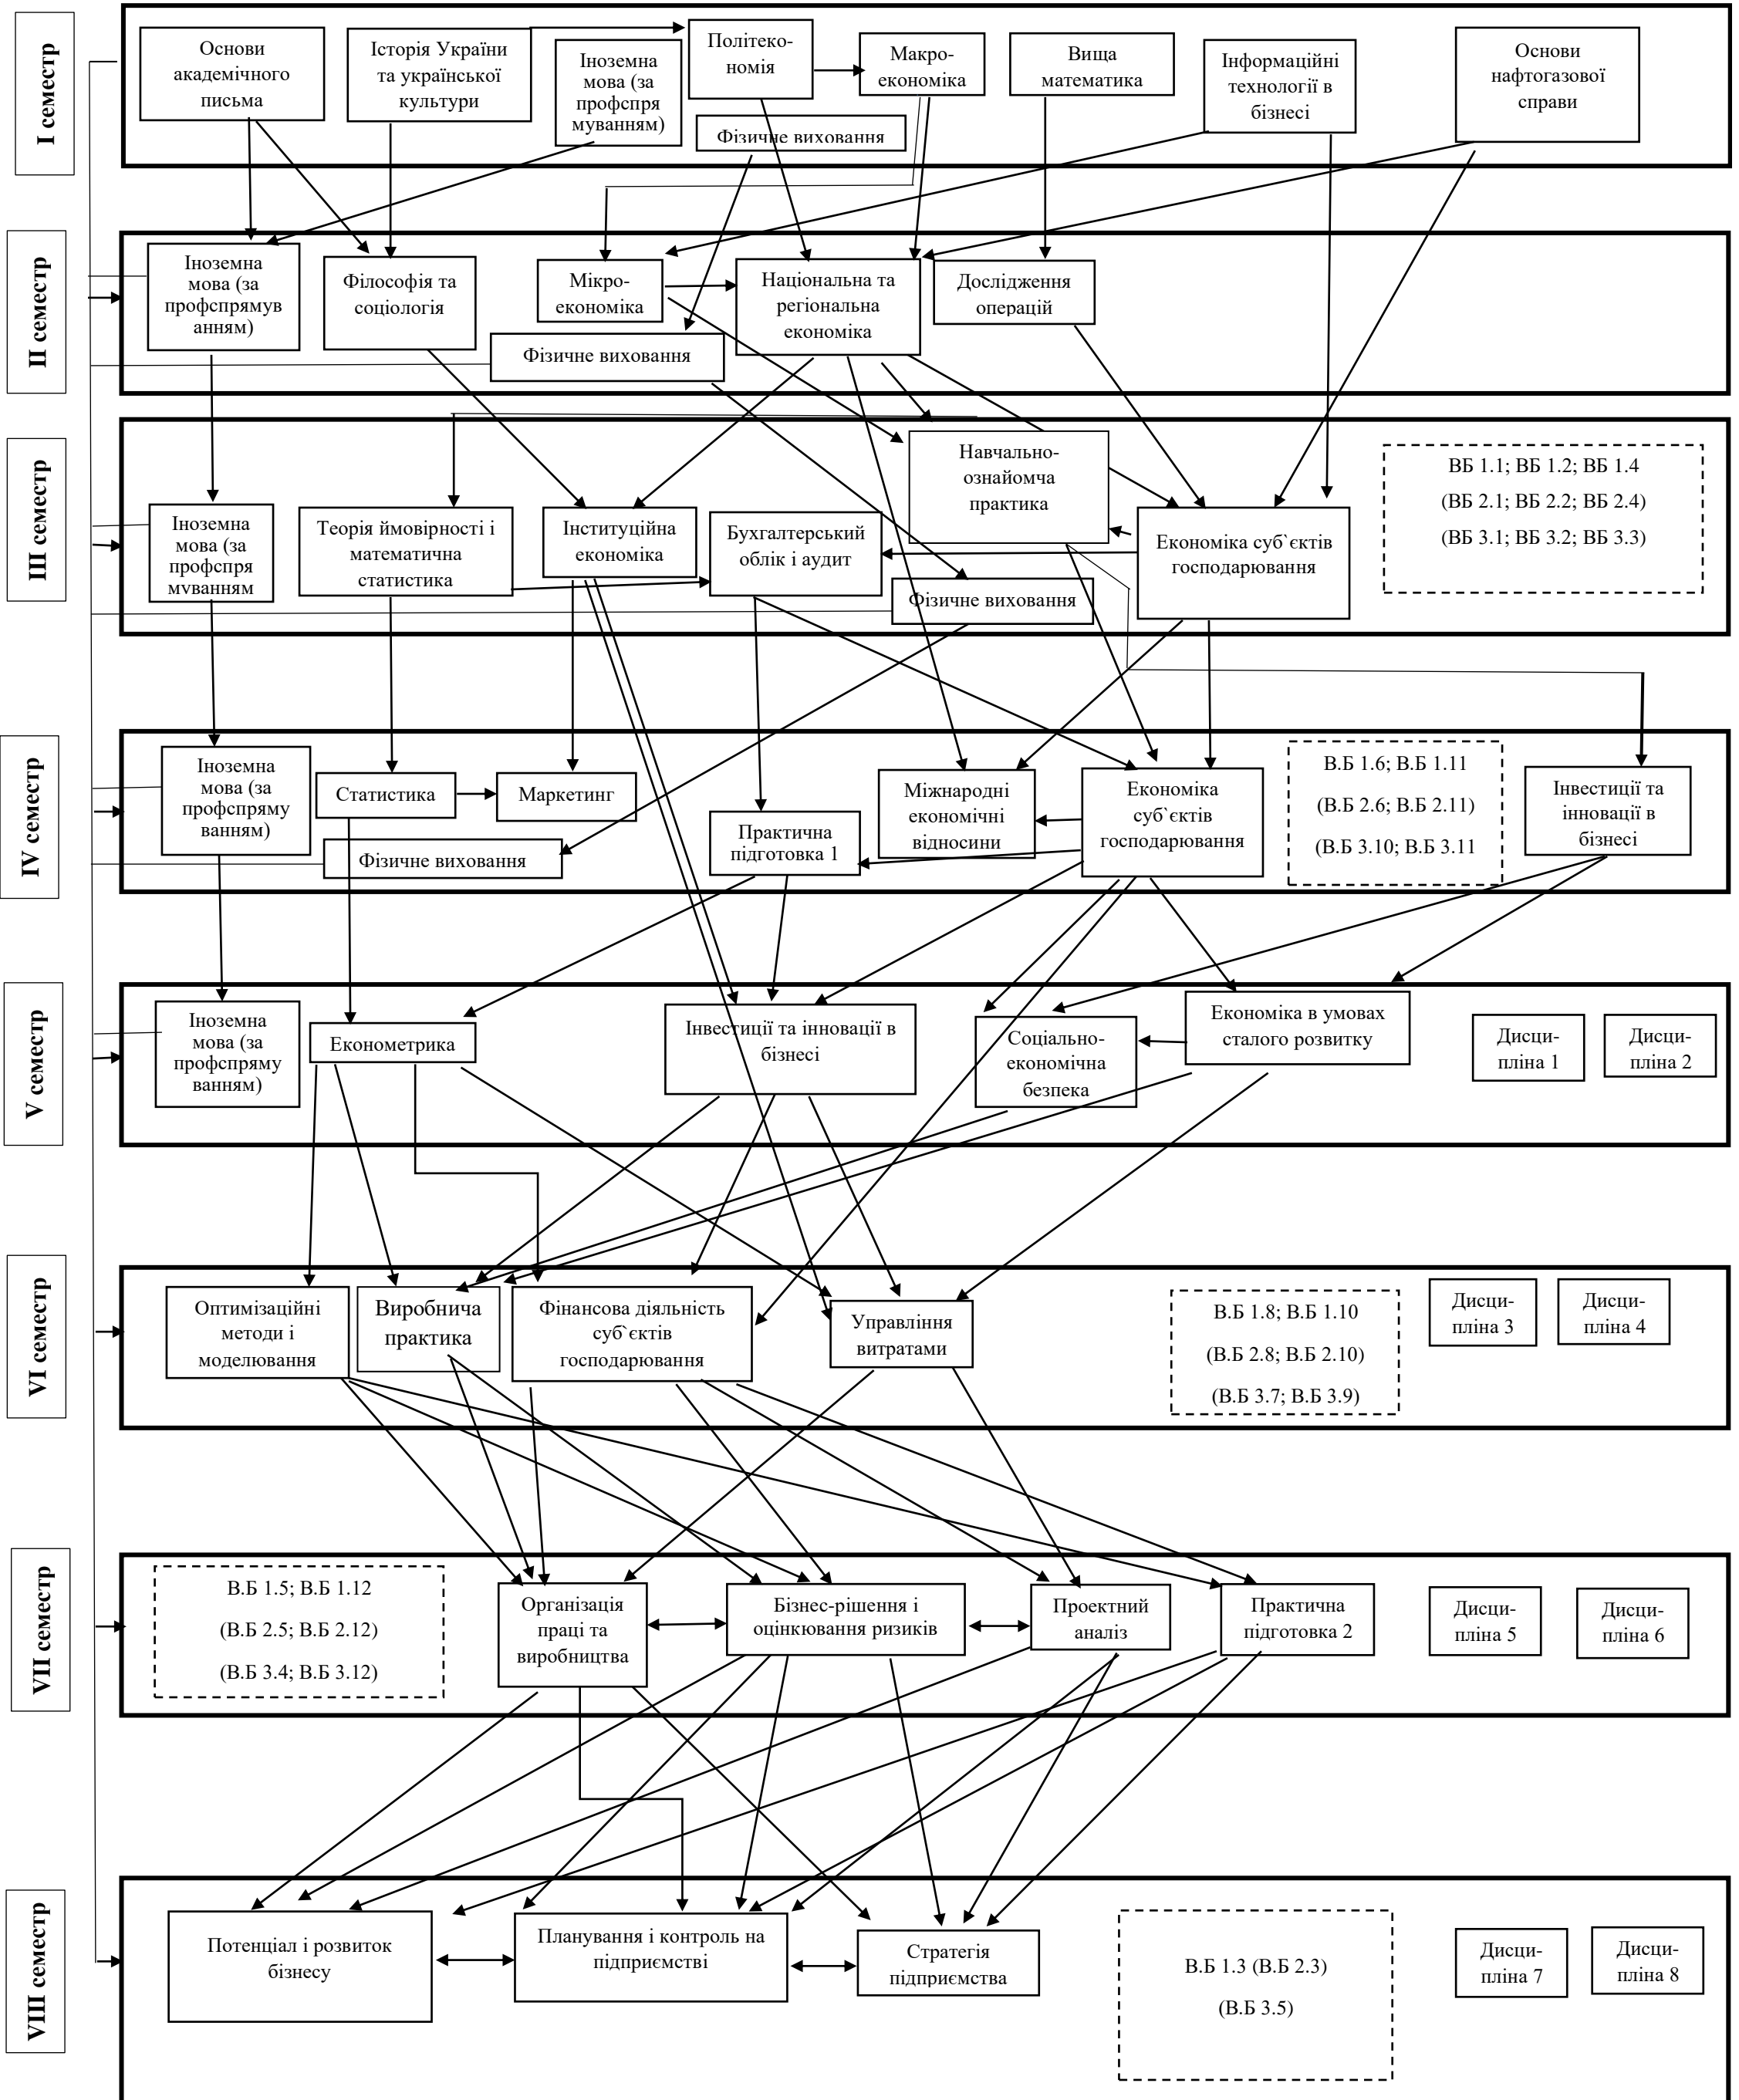 I семестр
Основи
академічного
письма
Історія України
та української
культури
Іноземна
мова (за
профспря
муванням)
Політеко-
номія
Фізичне виховання
Макро-
економіка
Вища
математика
Інформаційні
технології в
бізнесі
Основи
нафтогазової
справи
II семестр
Іноземна
мова (за
профспрямув
анням)
Філософія та
соціологія
Мікро-
економіка
Фізичне виховання
Національна та
регіональна
економіка
Дослідження
операцій
III семестр
Іноземна
мова (за
профспря
муванням
Теорія ймовірності і
математична
статистика
Інституційна
економіка
Бухгалтерський
облік і аудит
Навчально-
ознайомча
практика
Фізичне виховання
Економіка суб`єктів
господарювання
ВБ 1.1; ВБ 1.2; ВБ 1.4
(ВБ 2.1; ВБ 2.2; ВБ 2.4)
(ВБ 3.1; ВБ 3.2; ВБ 3.3)
IV семестр
Іноземна
мова (за
профспряму
ванням)
Статистика
Маркетинг
Фізичне виховання
Практична
підготовка 1
Міжнародні
економічні
відносини
Економіка
суб`єктів
господарювання
В.Б 1.6; В.Б 1.11
(В.Б 2.6; В.Б 2.11)
(В.Б 3.10; В.Б 3.11
Інвестиції та
інновації в
бізнесі
V семестр
Іноземна
мова (за
профспряму
ванням)
Економетрика
Інвестиції та інновації в
бізнесі
Соціально-
економічна
безпека
Економіка в умовах
сталого розвитку
Дисци-
пліна 1
Дисци-
пліна 2
VI семестр
Оптимізаційні
методи і
моделювання
Виробнича
практика
Фінансова діяльність
суб`єктів
господарювання
Управління
витратами
В.Б 1.8; В.Б 1.10
(В.Б 2.8; В.Б 2.10)
(В.Б 3.7; В.Б 3.9)
Дисци-
пліна 3
Дисци-
пліна 4
VII семестр
В.Б 1.5; В.Б 1.12
(В.Б 2.5; В.Б 2.12)
(В.Б 3.4; В.Б 3.12)
Організація
праці та
виробництва
Бізнес-рішення і
оцінкювання ризиків
Проектний
аналіз
Практична
підготовка 2
Дисци-
пліна 5
Дисци-
пліна 6
VIII семестр
Потенціал і розвиток
бізнесу
Планування і контроль на
підприємстві
Стратегія
підприємства
В.Б 1.3 (В.Б 2.3)
(В.Б 3.5)
Дисци-
пліна 7
Дисци-
пліна 8